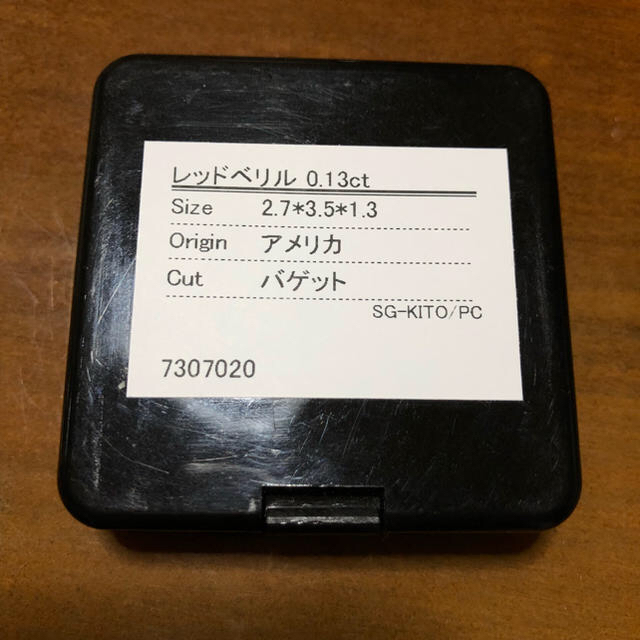 レッドベリル 0.13ct
Size 2.7*3.5*1.3
Origin アメリカ
Cut バゲット
SG-KITO/PC
7307020